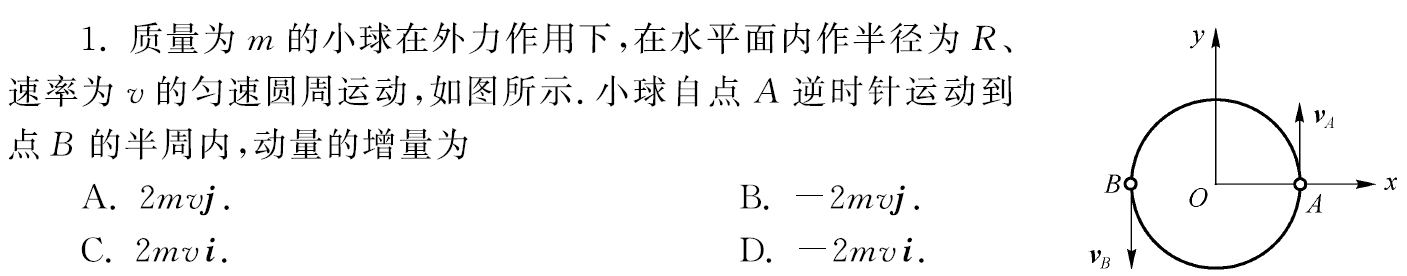 1. 质量为 m 的小球在外力作用下,在水平面内作半径为 R、
速率为 v 的匀速圆周运动,如图所示. 小球自点 A 逆时针运动到
点 B 的半周内,动量的增量为
A. 2mvj.
B. －2mvj.
C. 2mvi.
D. －2mvi.
y
v_A
B
O
A
x
v_B